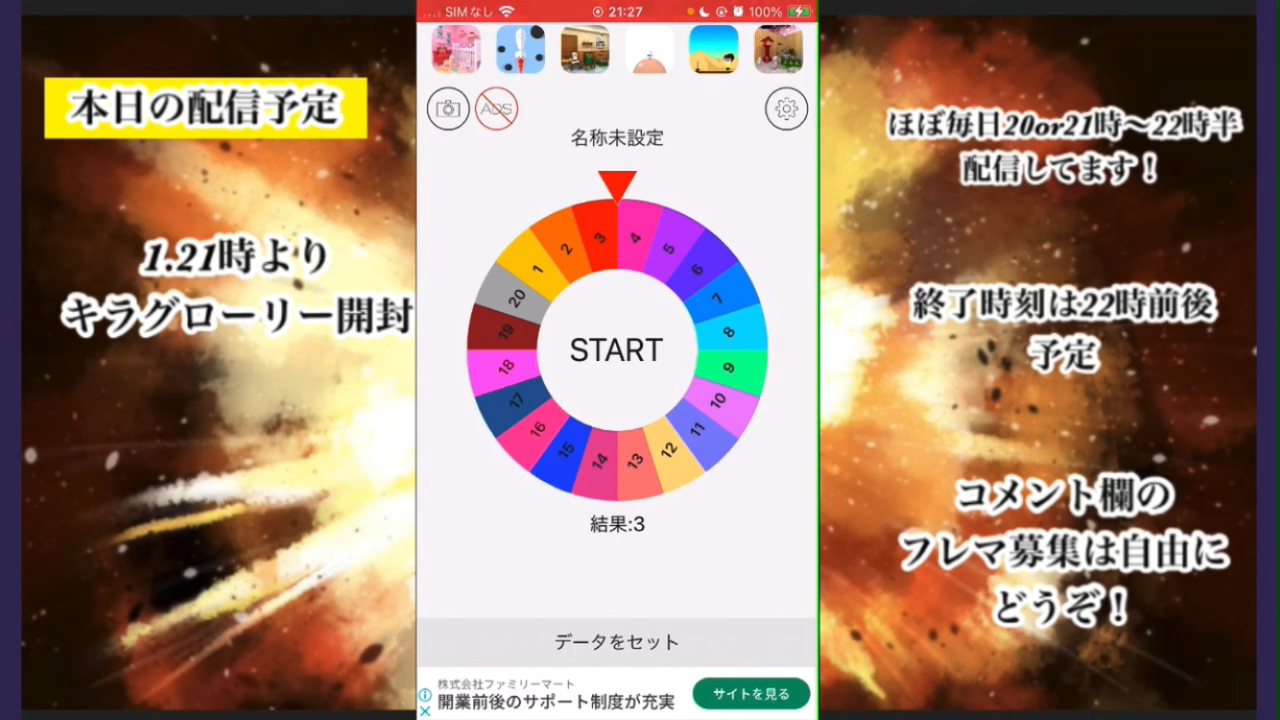 本日の配信予定
1.21時より
キラグローリー開封
SIMなし
21:27
100%
ADS
名称未設定
1
2
3
4
5
6
7
8
9
10
11
12
13
14
15
16
17
18
19
20
START
結果:3
データをセット
株式会社ファミリーマート
開業前後のサポート制度が充実
サイトを見る
ほぼ毎日20or21時〜22時半
配信してます！
終了時刻は22時前後
予定
コメント欄の
フレマ募集は自由に
どうぞ！